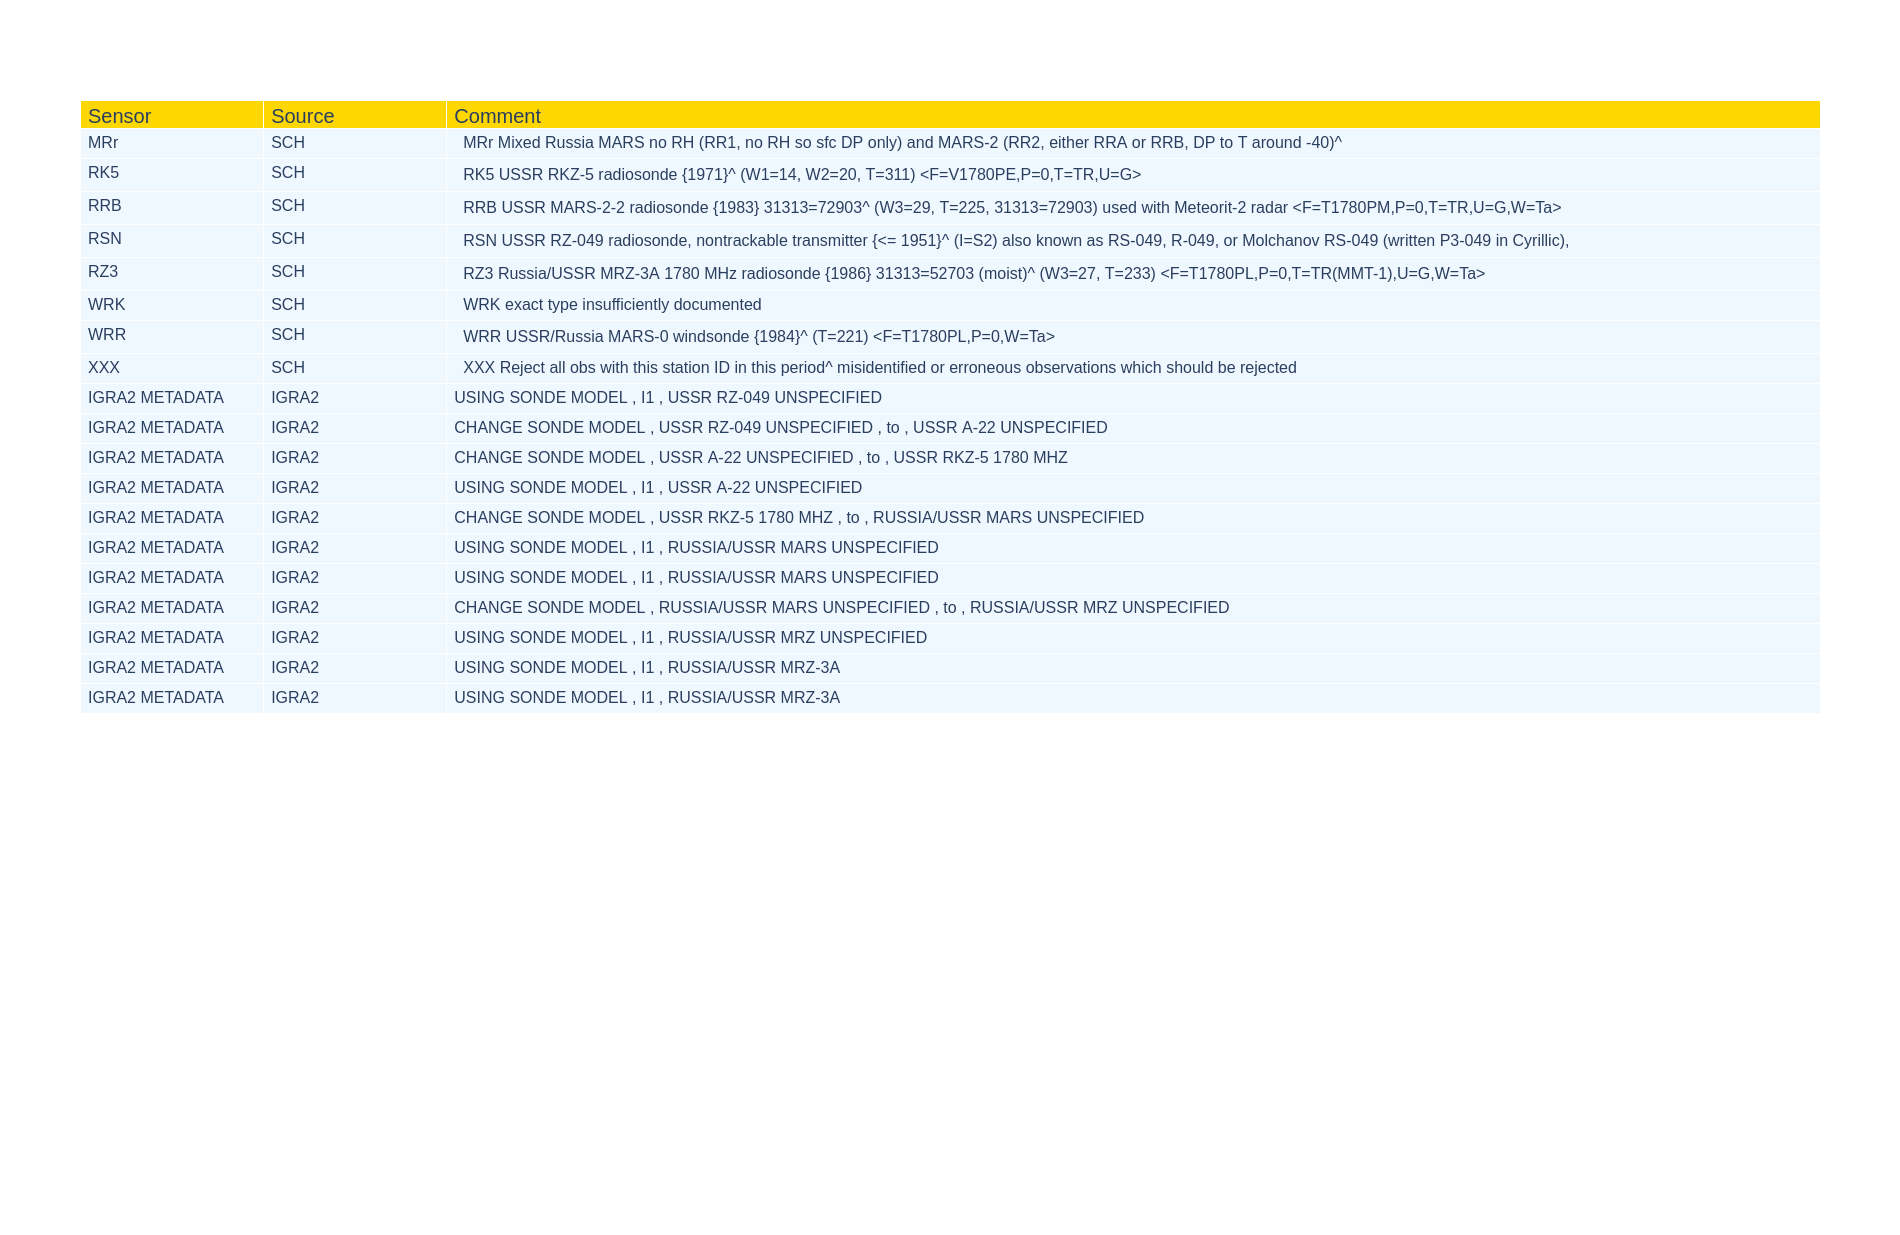 Sensor Source Comment
MRr SCH MRr Mixed Russia MARS no RH (RR1, no RH so sfc DP only) and MARS-2 (RR2, either RRA or RRB, DP to T around -40)^
RK5 SCH RK5 USSR RKZ-5 radiosonde {1971}^ (W1=14, W2=20, T=311) <F=V1780PE,P=0,T=TR,U=G>
RRB SCH RRB USSR MARS-2-2 radiosonde {1983} 31313=72903^ (W3=29, T=225, 31313=72903) used with Meteorit-2 radar <F=T1780PM,P=0,T=TR,U=G,W=Ta>
RSN SCH RSN USSR RZ-049 radiosonde, nontrackable transmitter {<= 1951}^ (I=S2) also known as RS-049, R-049, or Molchanov RS-049 (written P3-049 in Cyrillic),
RZ3 SCH RZ3 Russia/USSR MRZ-3A 1780 MHz radiosonde {1986} 31313=52703 (moist)^ (W3=27, T=233) <F=T1780PL,P=0,T=TR(MMT-1),U=G,W=Ta>
WRK SCH WRK exact type insufficiently documented
WRR SCH WRR USSR/Russia MARS-0 windsonde {1984}^ (T=221) <F=T1780PL,P=0,W=Ta>
XXX SCH XXX Reject all obs with this station ID in this period^ misidentified or erroneous observations which should be rejected
IGRA2 METADATA IGRA2 USING SONDE MODEL , I1 , USSR RZ-049 UNSPECIFIED
IGRA2 METADATA IGRA2 CHANGE SONDE MODEL , USSR RZ-049 UNSPECIFIED , to , USSR A-22 UNSPECIFIED
IGRA2 METADATA IGRA2 CHANGE SONDE MODEL , USSR A-22 UNSPECIFIED , to , USSR RKZ-5 1780 MHZ
IGRA2 METADATA IGRA2 USING SONDE MODEL , I1 , USSR A-22 UNSPECIFIED
IGRA2 METADATA IGRA2 CHANGE SONDE MODEL , USSR RKZ-5 1780 MHZ , to , RUSSIA/USSR MARS UNSPECIFIED
IGRA2 METADATA IGRA2 USING SONDE MODEL , I1 , RUSSIA/USSR MARS UNSPECIFIED
IGRA2 METADATA IGRA2 USING SONDE MODEL , I1 , RUSSIA/USSR MARS UNSPECIFIED
IGRA2 METADATA IGRA2 CHANGE SONDE MODEL , RUSSIA/USSR MARS UNSPECIFIED , to , RUSSIA/USSR MRZ UNSPECIFIED
IGRA2 METADATA IGRA2 USING SONDE MODEL , I1 , RUSSIA/USSR MRZ UNSPECIFIED
IGRA2 METADATA IGRA2 USING SONDE MODEL , I1 , RUSSIA/USSR MRZ-3A
IGRA2 METADATA IGRA2 USING SONDE MODEL , I1 , RUSSIA/USSR MRZ-3A